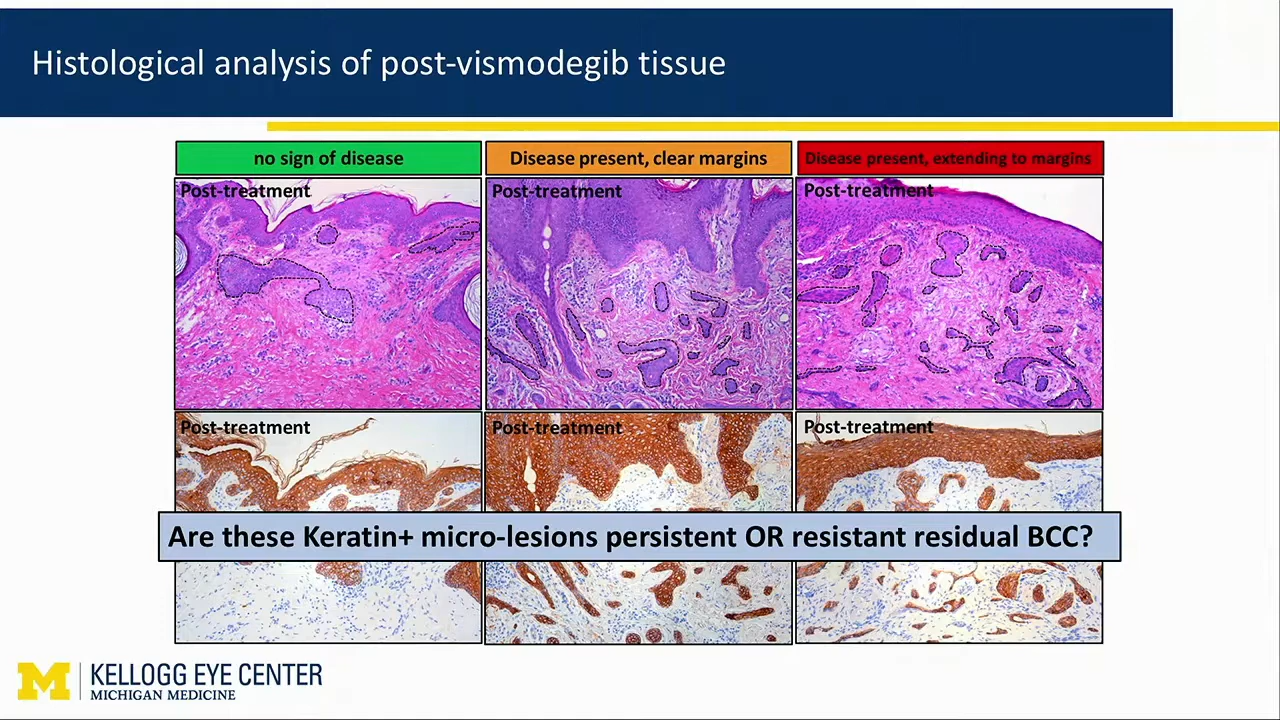 Histological analysis of post-vismodegib tissue
no sign of disease
Disease present, clear margins
Disease present, extending to margins
Post-treatment
Post-treatment
Post-treatment
Post-treatment
Post-treatment
Post-treatment
Are these Keratin+ micro-lesions persistent OR resistant residual BCC?
M
KELLOGG EYE CENTER
MICHIGAN MEDICINE